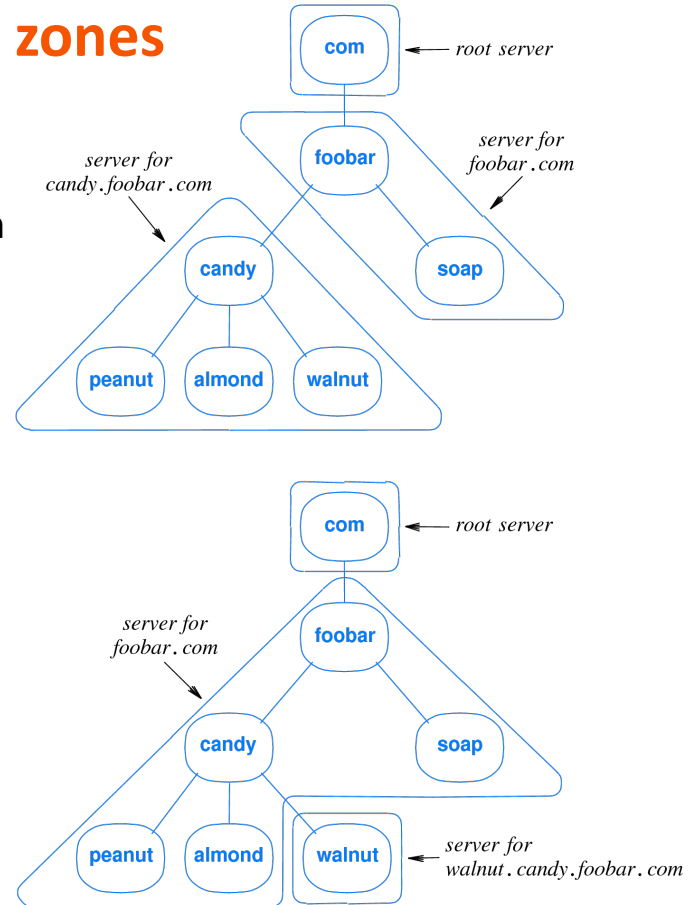 zones
com
root server
server for
foobar.com
foobar
server for
candy.foobar.com
candy
soap
peanut almond walnut
com
root server
server for
foobar.com
foobar
candy
soap
peanut almond walnut
server for
walnut.candy.foobar.com